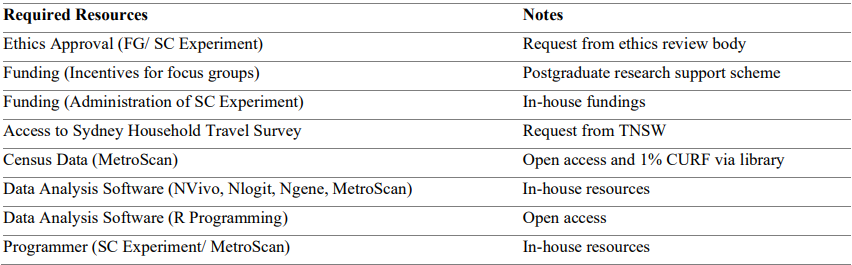 Required Resources Notes
Ethics Approval (FG/ SC Experiment) Request from ethics review body
Funding (Incentives for focus groups) Postgraduate research support scheme
Funding (Administration of SC Experiment) In-house fundings
Access to Sydney Household Travel Survey Request from TNSW
Census Data (MetroScan) Open access and 1% CURF via library
Data Analysis Software (NVivo, Nlogit, Ngene, MetroScan) In-house resources
Data Analysis Software (R Programming) Open access
Programmer (SC Experiment/ MetroScan) In-house resources